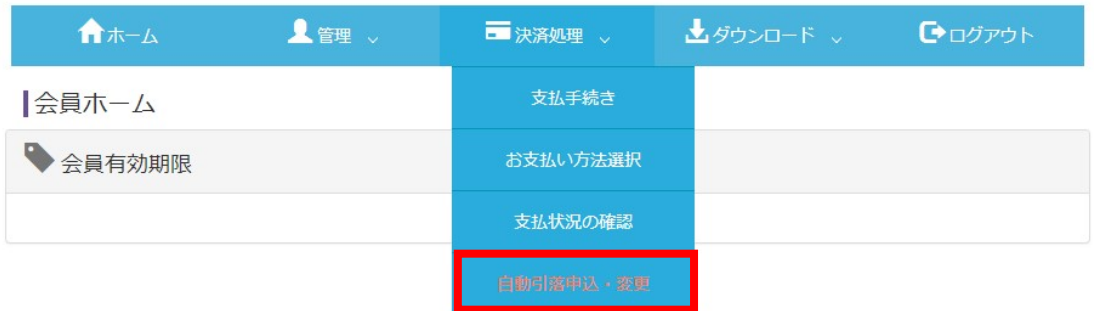 ホーム 管理 決済処理 ダウンロード ログアウト
会員ホーム
支払手続き
会員有効期限
お支払い方法選択
支払状況の確認
自動引落申込・変更